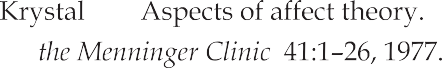 Krystal Aspects of affect theory.
the Menninger Clinic 41:1–26, 1977.